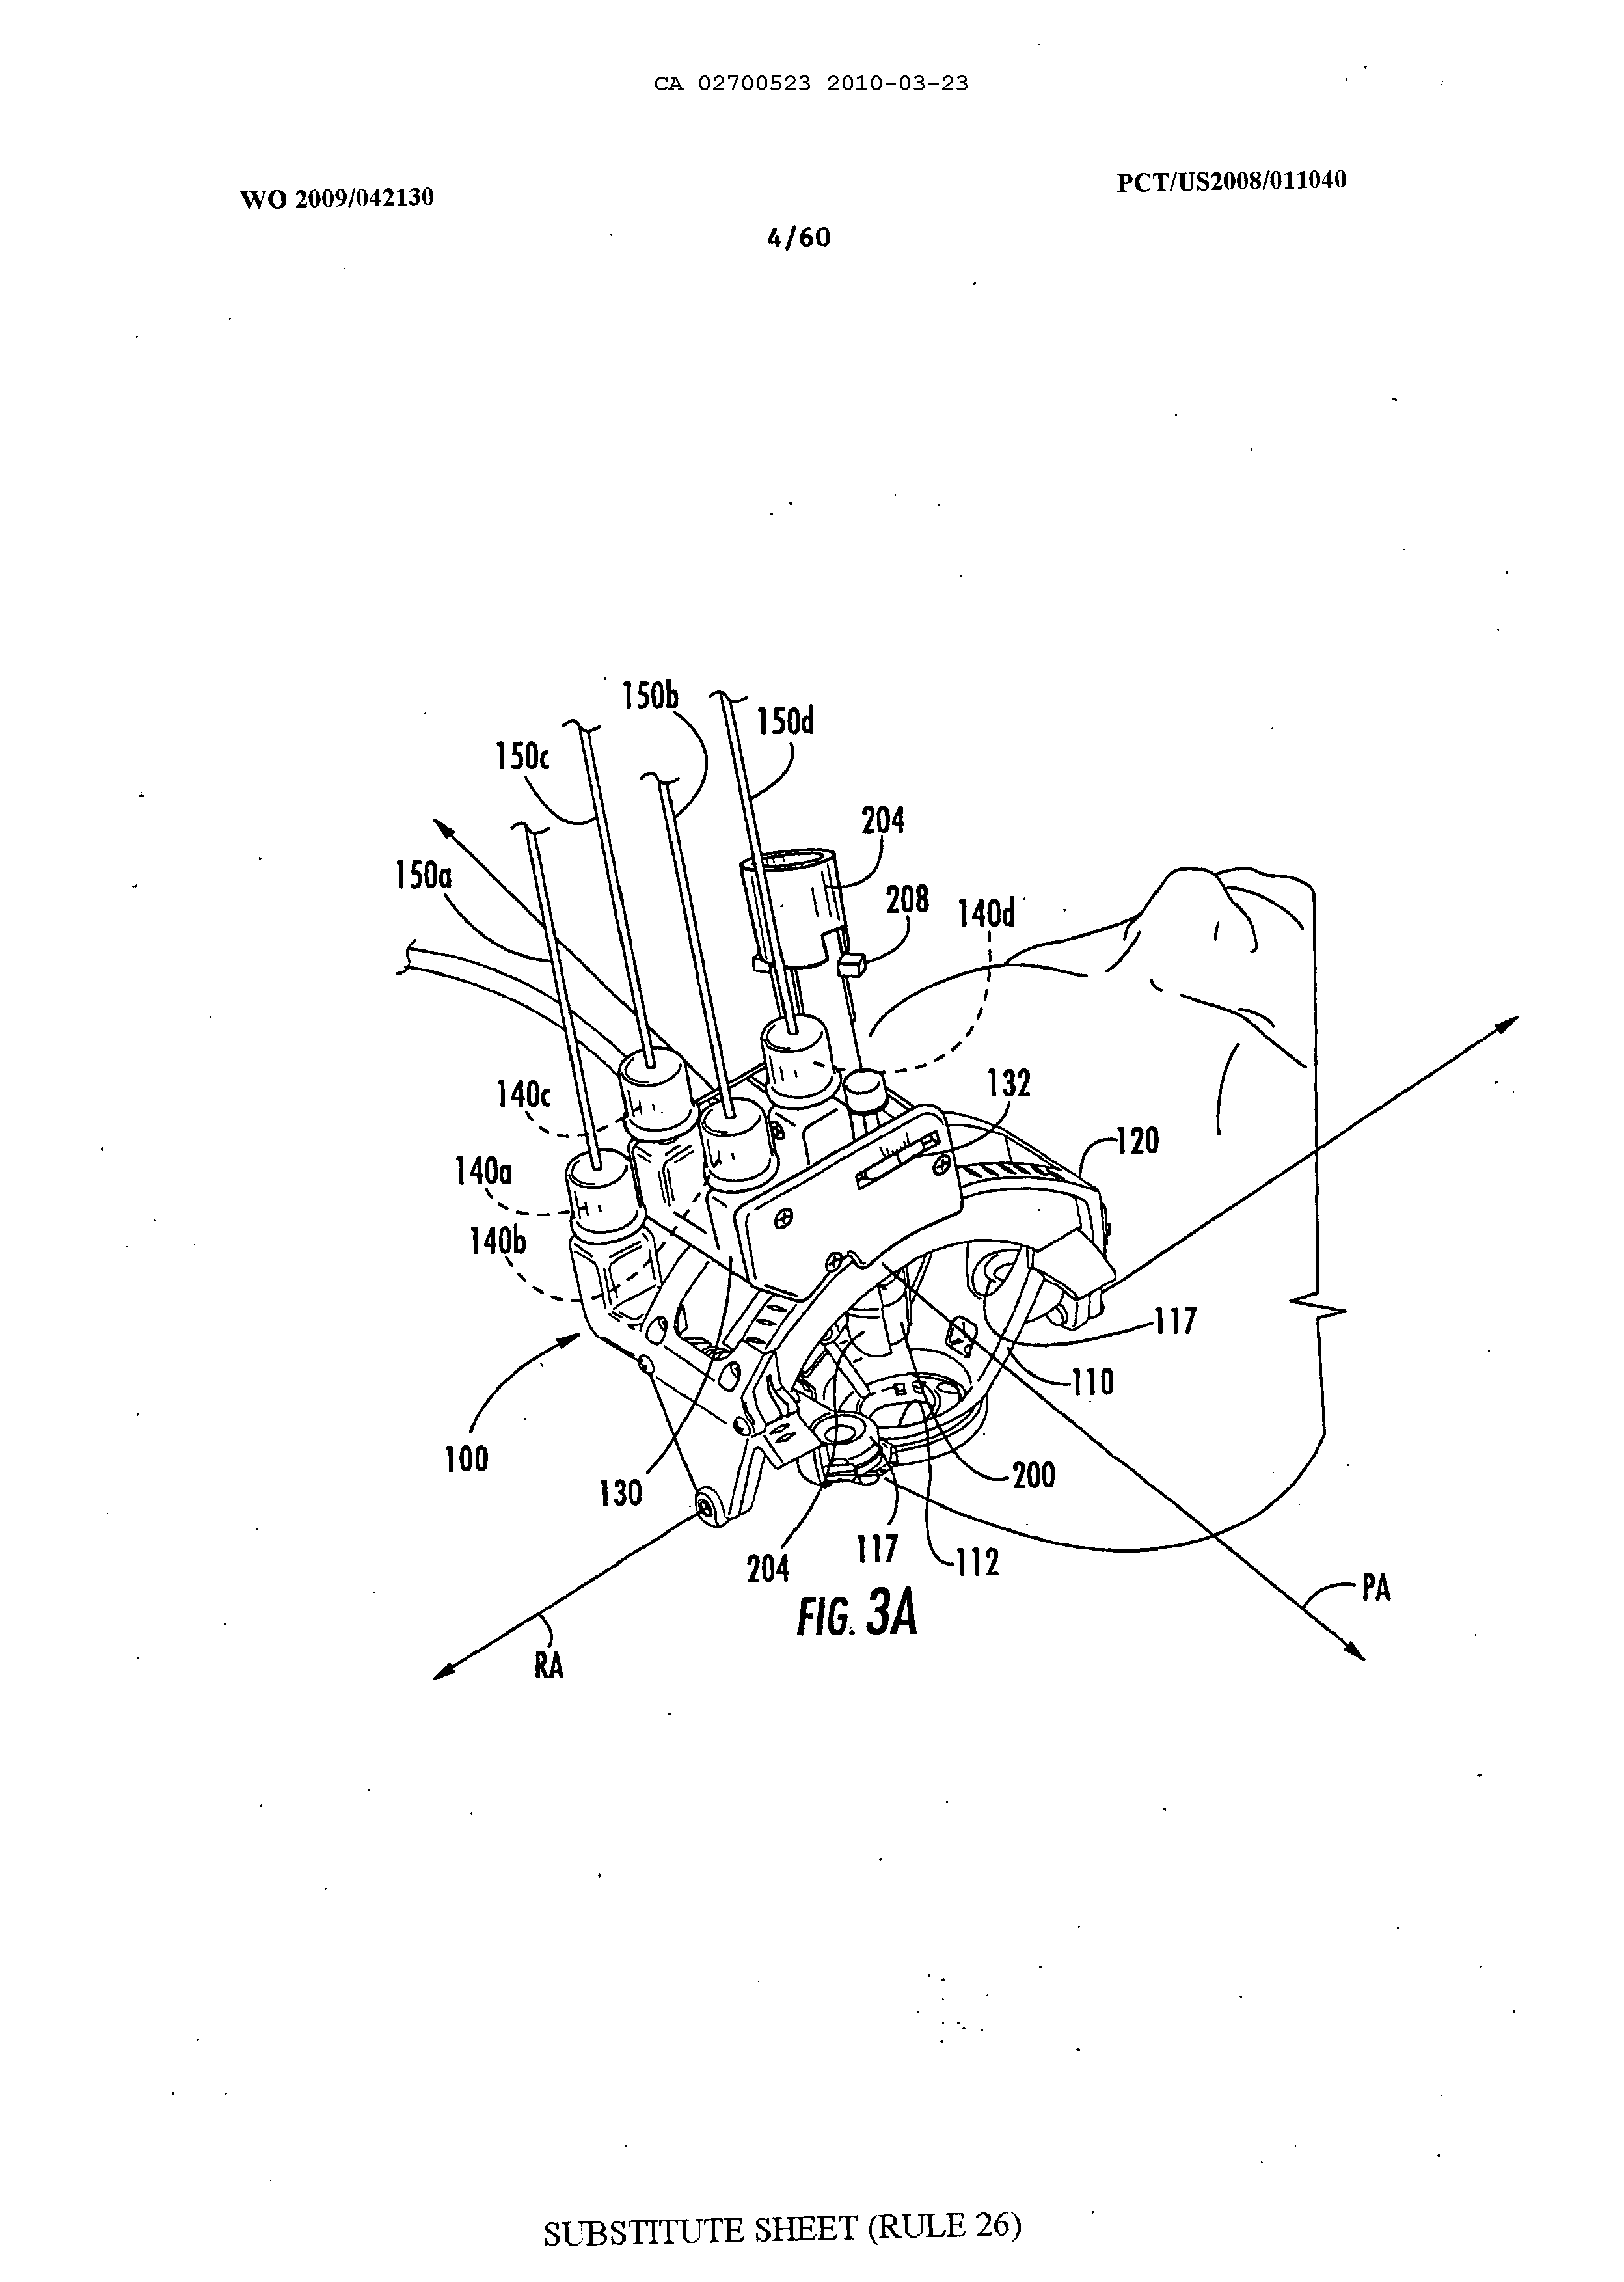 CA 02700523 2010-03-23
WO 2009/042130
PCT/US2008/011040
4/60
150b
150d
150c
204
150a
208
140d
132
140c
120
140a
140b
117
110
100
130
200
204
117
112
PA
FIG. 3A
RA
SUBSTITUTE SHEET (RULE 26)